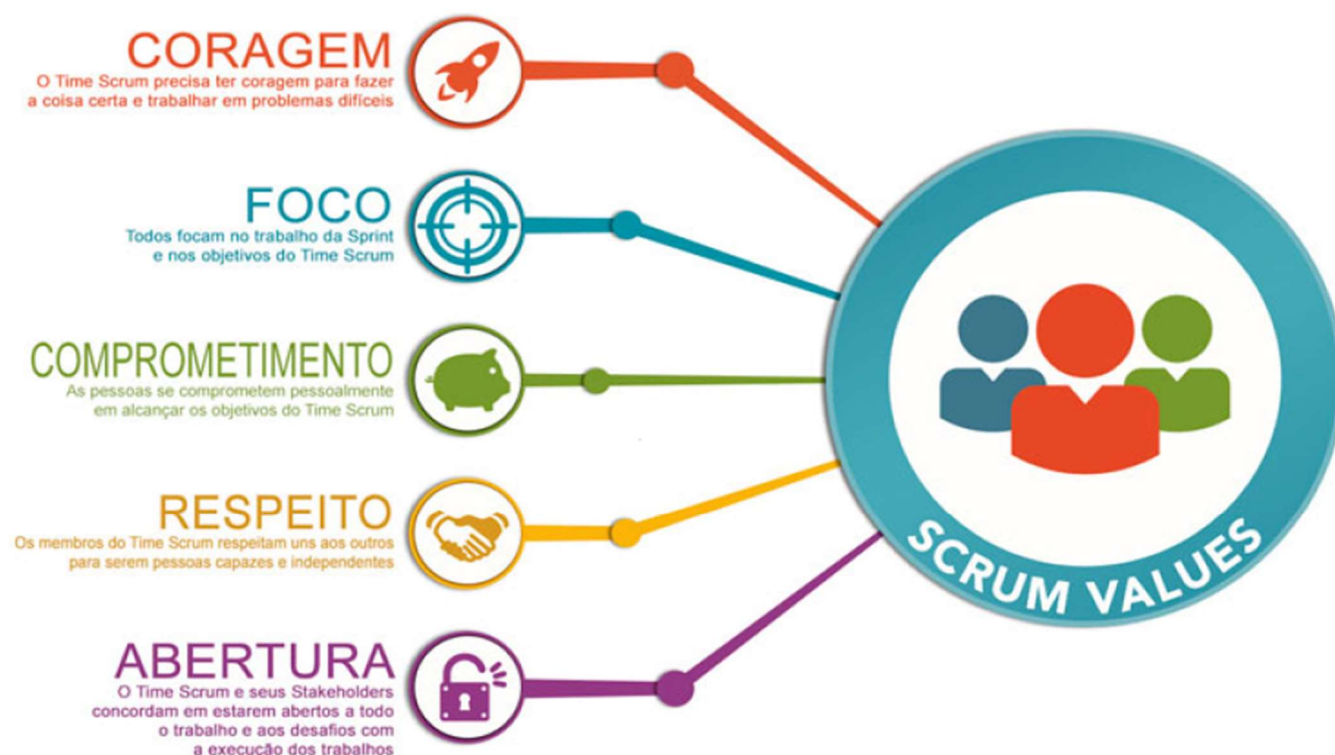 CORAGEM
O Time Scrum precisa ter coragem para fazer
a coisa certa e trabalhar em problemas difíceis
FOCO
Todos focam no trabalho da Sprint
e nos objetivos do Time Scrum
COMPROMETIMENTO
As pessoas se comprometem pessoalmente
em alcançar os objetivos do Time Scrum
RESPEITO
Os membros do Time Scrum respeitam uns aos outros
para serem pessoas capazes e independentes
ABERTURA
O Time Scrum e seus Stakeholders
concordam em estarem abertos a todo
o trabalho e aos desafios com
a execução dos trabalhos
SCRUM VALUES